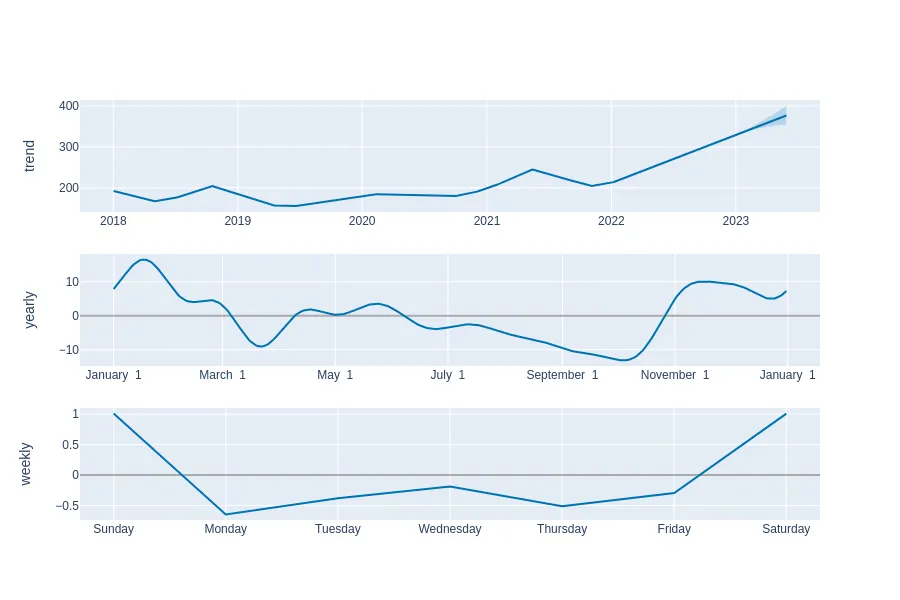 trend
400
300
200
2018 2019 2020 2021 2022 2023
yearly
10
0
−10
January 1 March 1 May 1 July 1 September 1 November 1 January 1
weekly
1
0.5
0
−0.5
Sunday Monday Tuesday Wednesday Thursday Friday Saturday